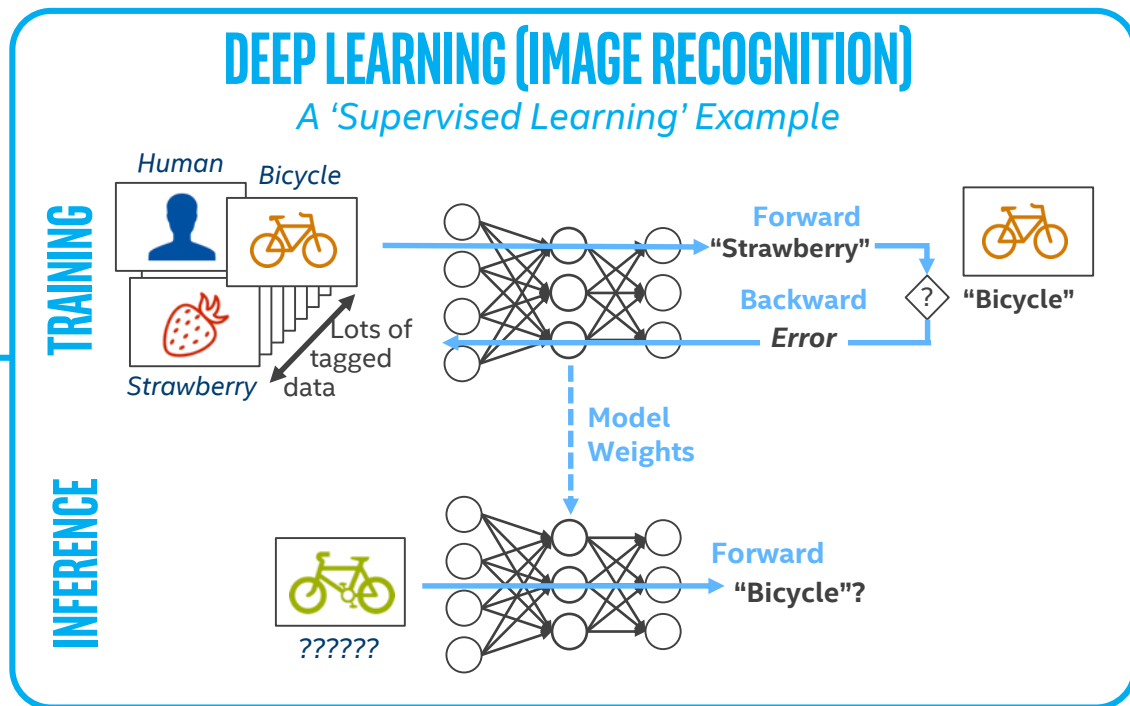 DEEP LEARNING (IMAGE RECOGNITION)
A ‘Supervised Learning’ Example
TRAINING
Human
Bicycle
Strawberry
Lots of
tagged
data
Forward
“Strawberry”
?
“Bicycle”
Backward
Error
Model
Weights
INFERENCE
??????
Forward
“Bicycle”?